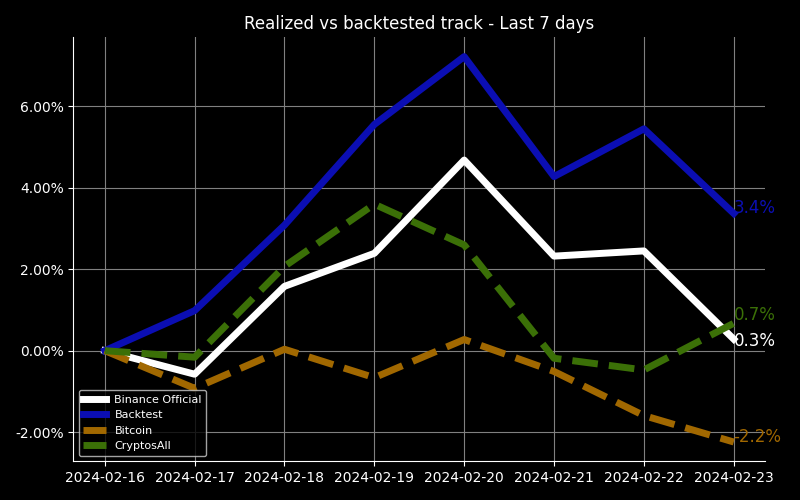 Realized vs backtested track - Last 7 days
6.00%
4.00%
2.00%
0.00%
-2.00%
3.4%
0.7%
0.3%
-2.2%
Binance Official
Backtest
Bitcoin
CryptosAll
2024-02-16 2024-02-17 2024-02-18 2024-02-19 2024-02-20 2024-02-21 2024-02-22 2024-02-23